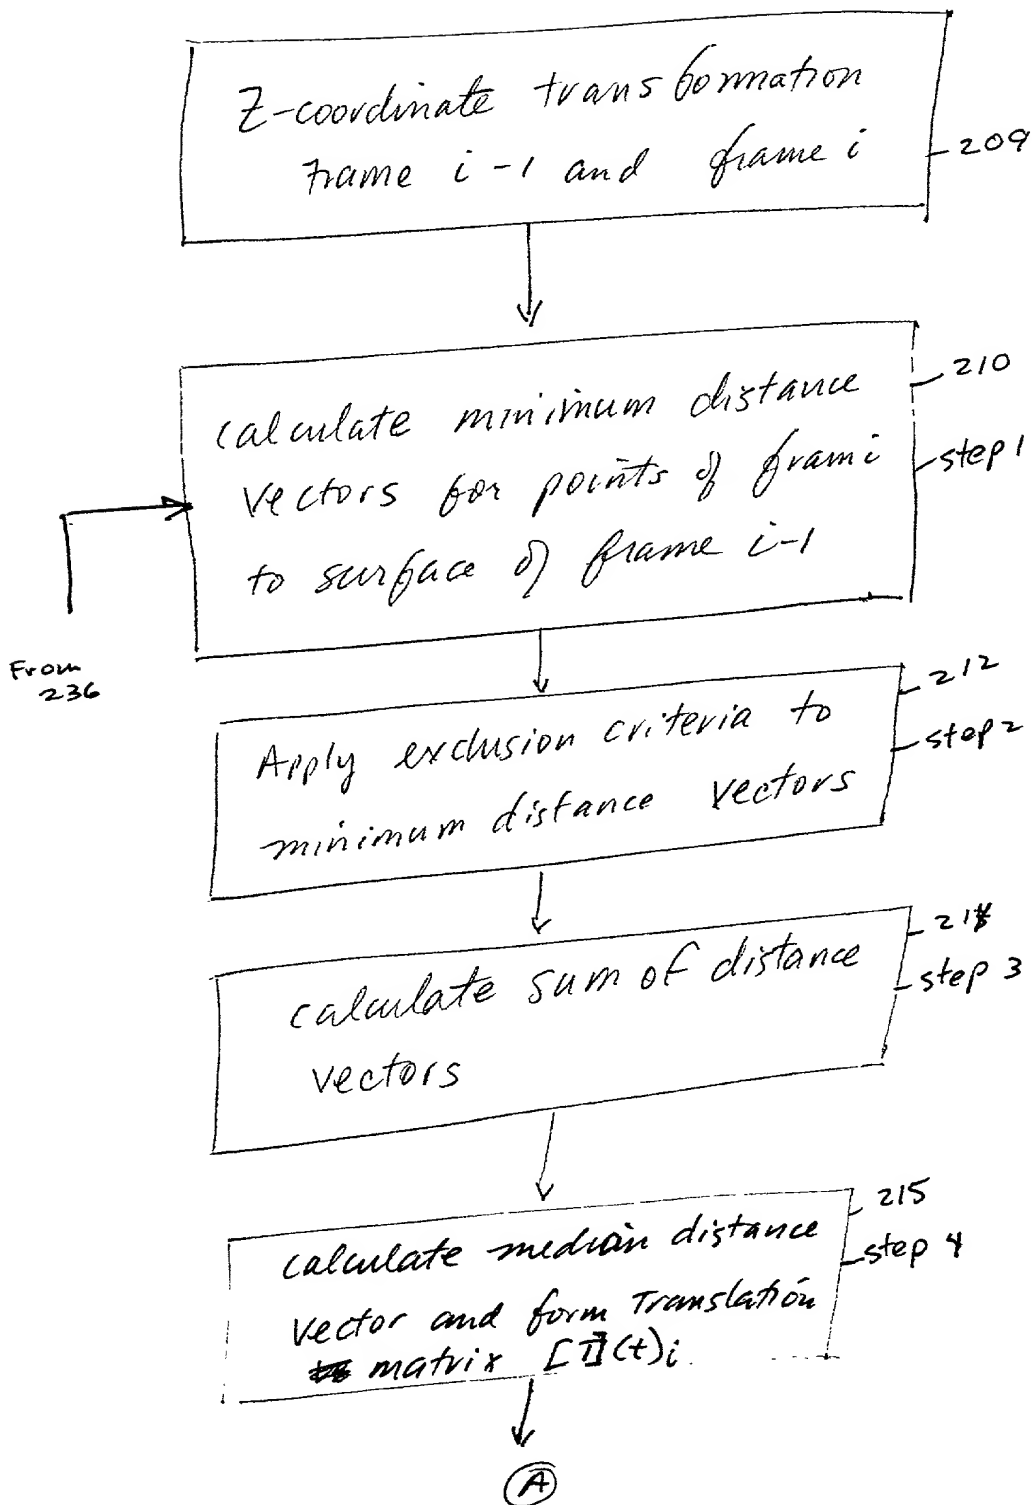 Z-coordinate transformation
frame i-1 and frame i
209
calculate minimum distance
vectors for points of fram i
to surface of frame i-1
210
step 1
From
236
Apply exclusion criteria to
minimum distance vectors
212
step 2
calculate sum of distance
vectors
step 3
calculate median distance
vector and form Translation
matrix [T](t)i
215
step 4
A